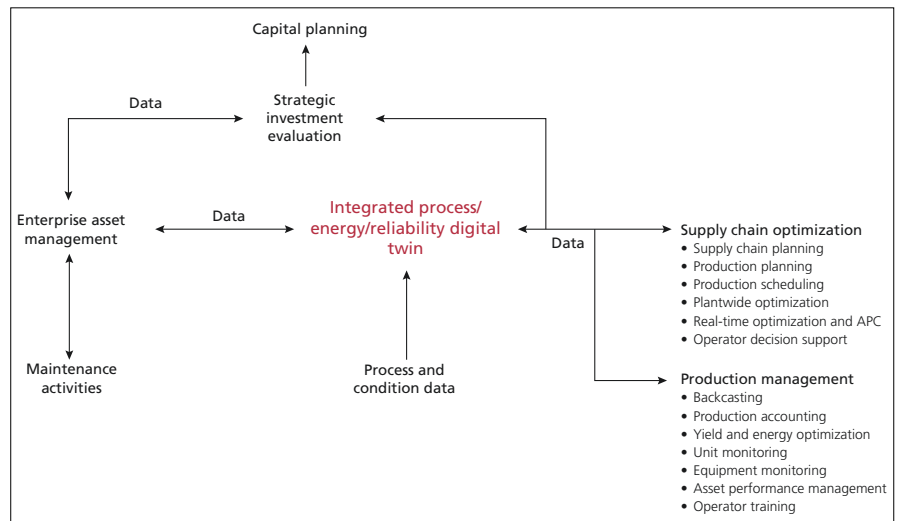 Capital planning
Data
Strategic
investment
evaluation
Enterprise asset
management
Data
Integrated process/
energy/reliability digital
twin
Data
Supply chain optimization
• Supply chain planning
• Production planning
• Production scheduling
• Plantwide optimization
• Real-time optimization and APC
• Operator decision support
Maintenance
activities
Process and
condition data
Production management
• Backcasting
• Production accounting
• Yield and energy optimization
• Unit monitoring
• Equipment monitoring
• Asset performance management
• Operator training